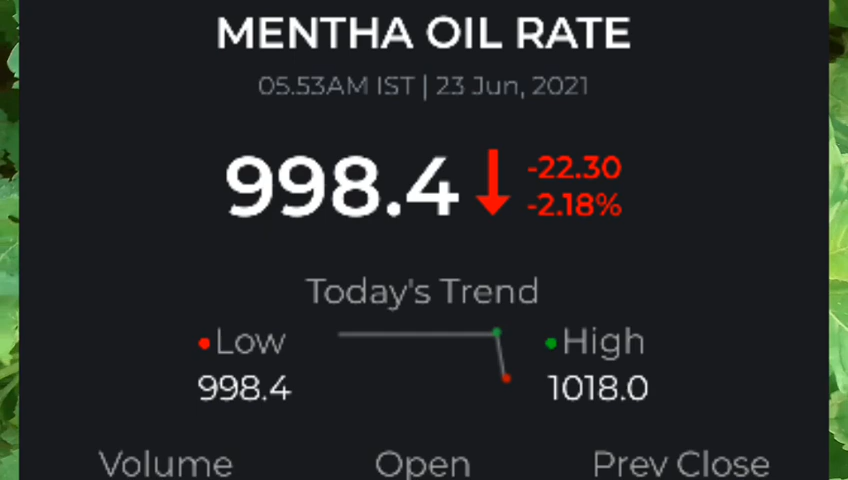 MENTHA OIL RATE
05.53AM IST | 23 Jun, 2021
998.4
-22.30
-2.18%
Today's Trend
Low
High
998.4
1018.0
Volume Open Prev Close